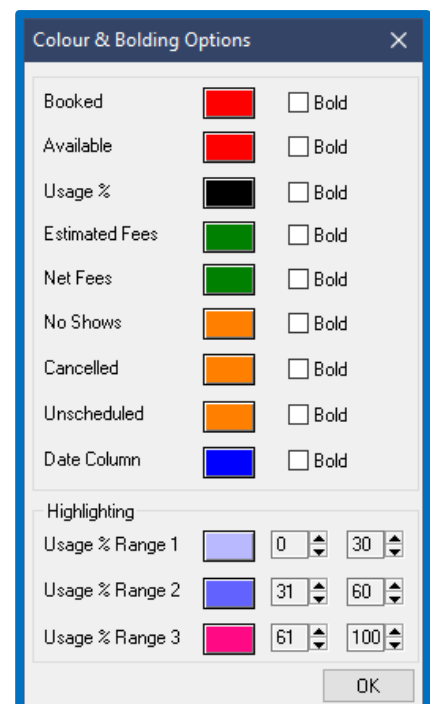 Colour & Bolding Options
Booked Bold
Available Bold
Usage % Bold
Estimated Fees Bold
Net Fees Bold
No Shows Bold
Cancelled Bold
Unscheduled Bold
Date Column Bold
Highlighting
Usage % Range 1 0 30
Usage % Range 2 31 60
Usage % Range 3 61 100
OK